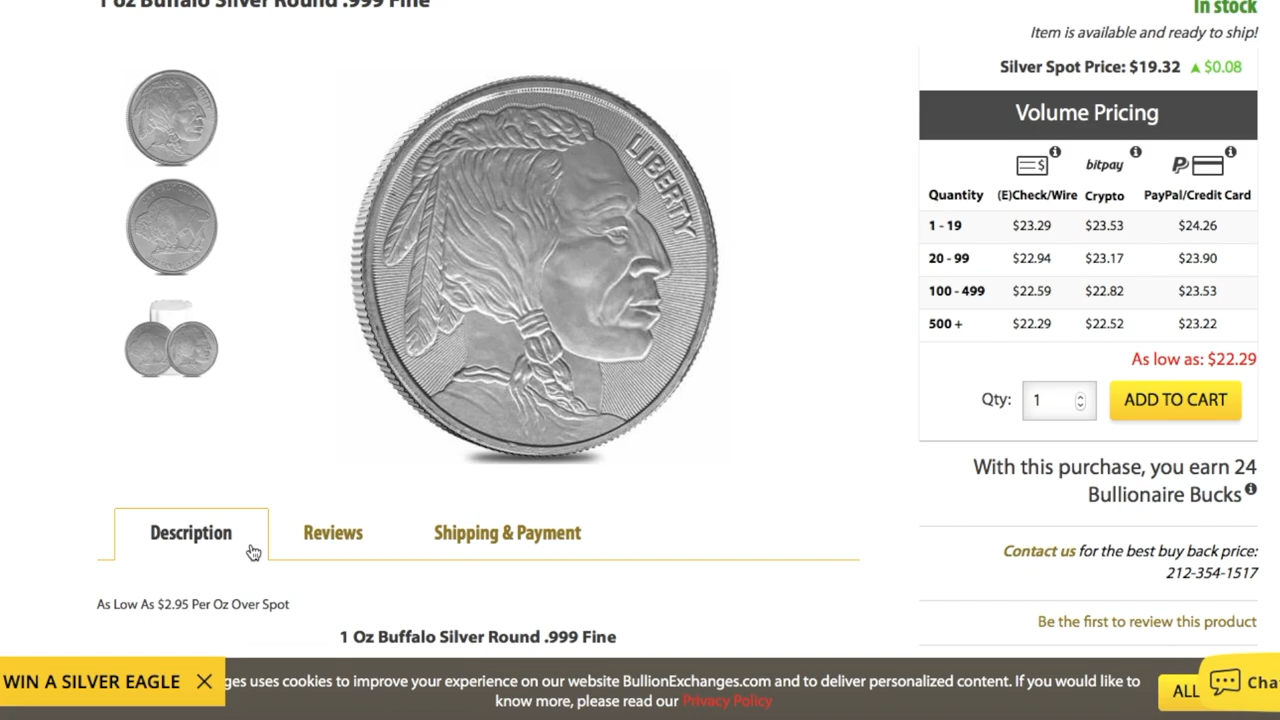 1 oz Buffalo Silver Round .999 Fine
In stock
Item is available and ready to ship!
Silver Spot Price: $19.32 ▲ $0.08
LIBERTY
Volume Pricing
bitpay
Quantity (E)Check/Wire Crypto PayPal/Credit Card
1 - 19 $23.29 $23.53 $24.26
20 - 99 $22.94 $23.17 $23.90
100 - 499 $22.59 $22.82 $23.53
500 + $22.29 $22.52 $23.22
As low as: $22.29
Qty: 1 ADD TO CART
With this purchase, you earn 24
Bullionaire Bucks
Contact us for the best buy back price:
212-354-1517
Be the first to review this product
Description Reviews Shipping & Payment
As Low As $2.95 Per Oz Over Spot
1 Oz Buffalo Silver Round .999 Fine
WIN A SILVER EAGLE
ges uses cookies to improve your experience on our website BullionExchanges.com and to deliver personalized content. If you would like to
know more, please read our Privacy Policy
ALL
Cha